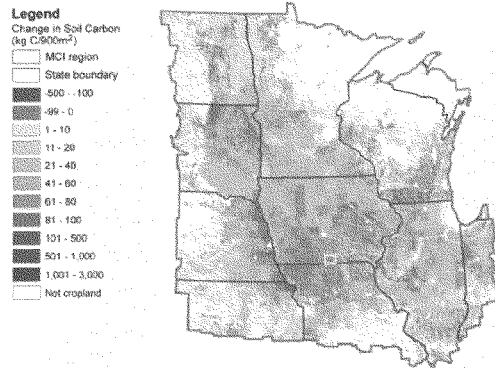 Legend
Change in Soil Carbon
(kg C/900m²)
MCI region
State boundary
-500 - -100
-99 - 0
1 - 10
11 - 20
21 - 40
41 - 60
61 - 80
81 - 100
101 - 500
501 - 1,000
1,001 - 3,000
Not cropland